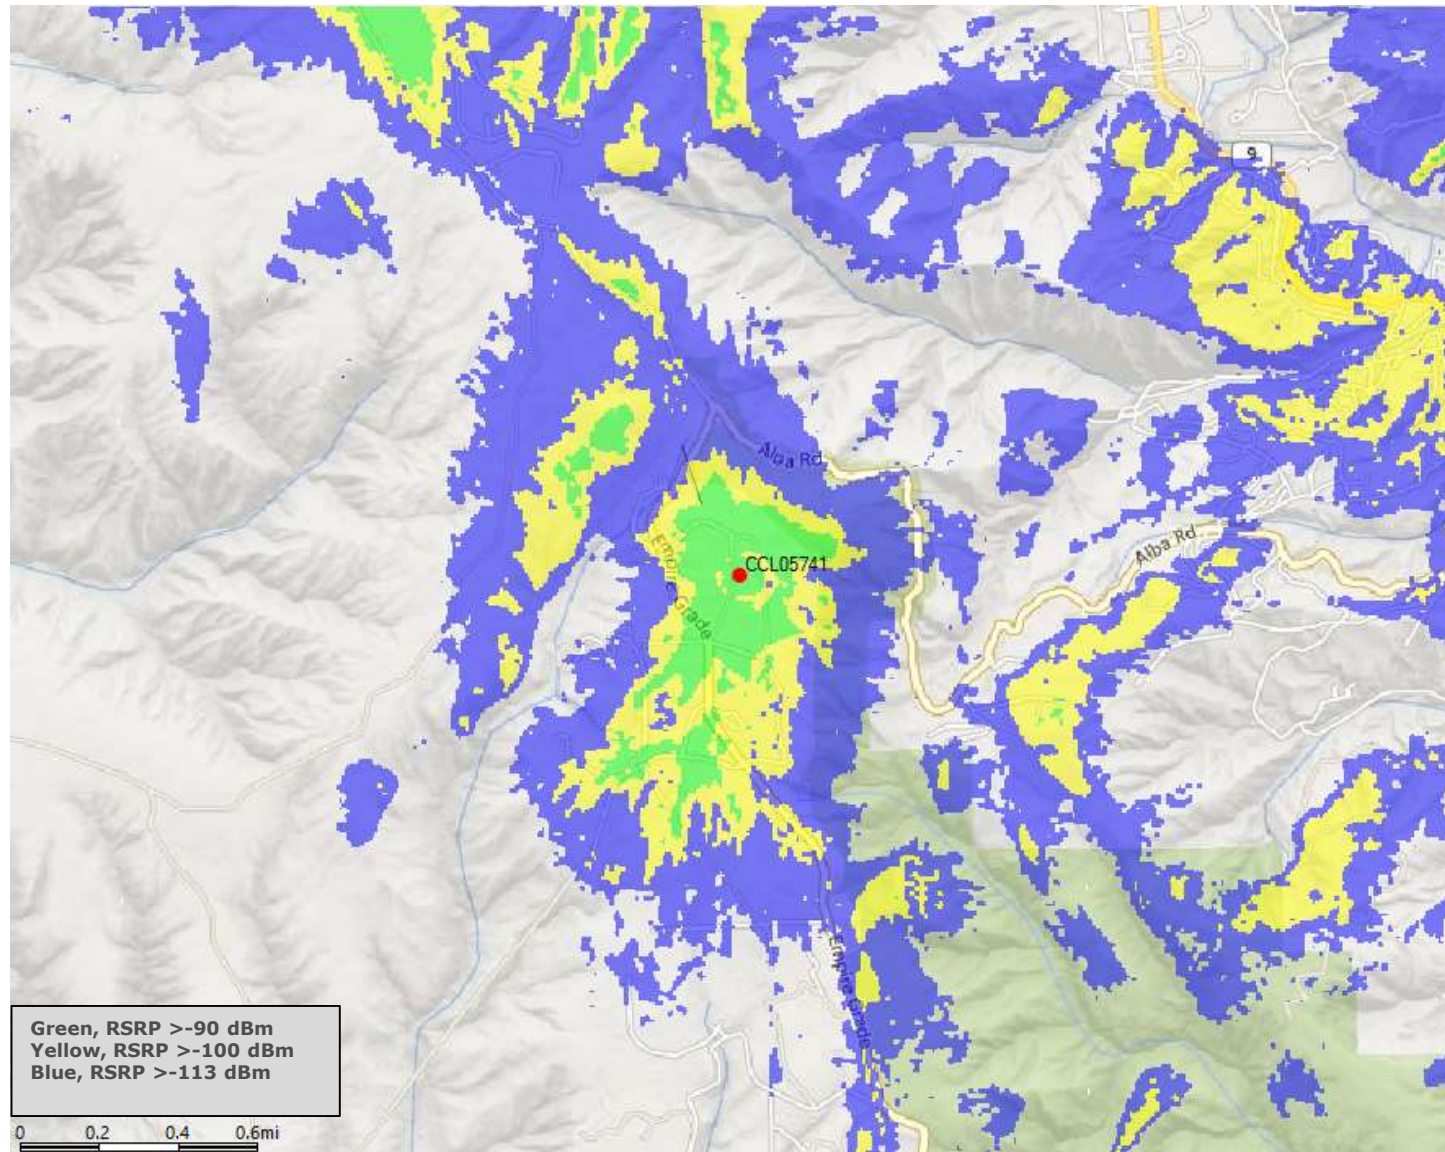 9
Alba Rd
Alba Rd
CCL05741
Empire Grade
Empire Grade
Green, RSRP >-90 dBm
Yellow, RSRP >-100 dBm
Blue, RSRP >-113 dBm
0 0.2 0.4 0.6mi